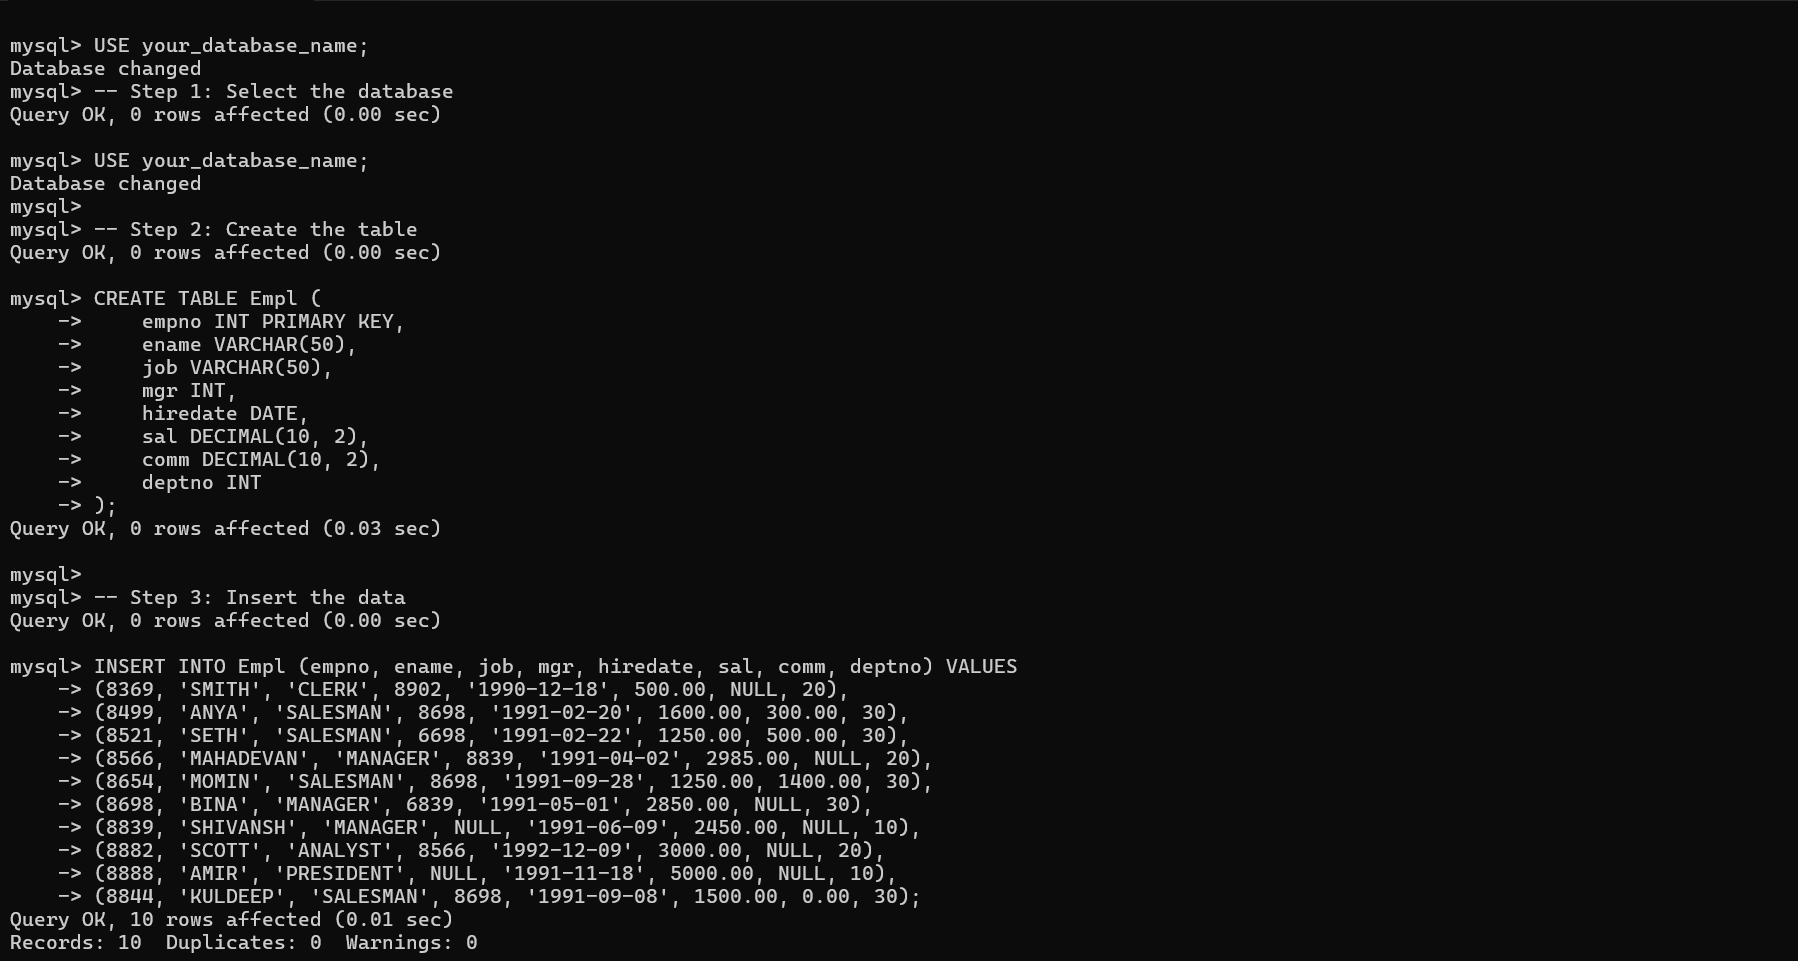 mysql> USE your_database_name;
Database changed
mysql> -- Step 1: Select the database
Query OK, 0 rows affected (0.00 sec)

mysql> USE your_database_name;
Database changed
mysql>
mysql> -- Step 2: Create the table
Query OK, 0 rows affected (0.00 sec)

mysql> CREATE TABLE Empl (
    ->     empno INT PRIMARY KEY,
    ->     ename VARCHAR(50),
    ->     job VARCHAR(50),
    ->     mgr INT,
    ->     hiredate DATE,
    ->     sal DECIMAL(10, 2),
    ->     comm DECIMAL(10, 2),
    ->     deptno INT
    -> );
Query OK, 0 rows affected (0.03 sec)

mysql>
mysql> -- Step 3: Insert the data
Query OK, 0 rows affected (0.00 sec)

mysql> INSERT INTO Empl (empno, ename, job, mgr, hiredate, sal, comm, deptno) VALUES
    -> (8369, 'SMITH', 'CLERK', 8902, '1990-12-18', 500.00, NULL, 20),
    -> (8499, 'ANYA', 'SALESMAN', 8698, '1991-02-20', 1600.00, 300.00, 30),
    -> (8521, 'SETH', 'SALESMAN', 6698, '1991-02-22', 1250.00, 500.00, 30),
    -> (8566, 'MAHADEVAN', 'MANAGER', 8839, '1991-04-02', 2985.00, NULL, 20),
    -> (8654, 'MOMIN', 'SALESMAN', 8698, '1991-09-28', 1250.00, 1400.00, 30),
    -> (8698, 'BINA', 'MANAGER', 6839, '1991-05-01', 2850.00, NULL, 30),
    -> (8839, 'SHIVANSH', 'MANAGER', NULL, '1991-06-09', 2450.00, NULL, 10),
    -> (8882, 'SCOTT', 'ANALYST', 8566, '1992-12-09', 3000.00, NULL, 20),
    -> (8888, 'AMIR', 'PRESIDENT', NULL, '1991-11-18', 5000.00, NULL, 10),
    -> (8844, 'KULDEEP', 'SALESMAN', 8698, '1991-09-08', 1500.00, 0.00, 30);
Query OK, 10 rows affected (0.01 sec)
Records: 10  Duplicates: 0  Warnings: 0